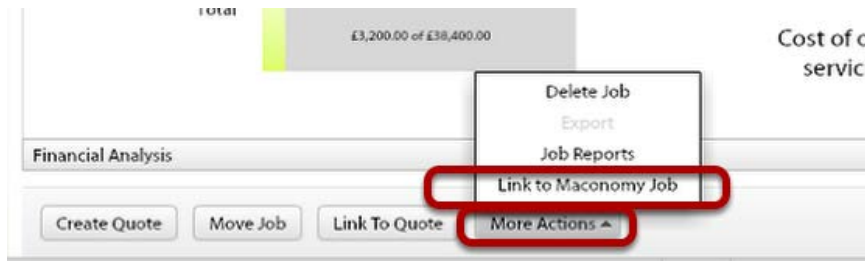 Total
£3,200.00 of £38,400.00
Cost of
Delete Job
Export
Job Reports
Link to Maconomy Job
Financial Analysis
Create Quote
Move Job
Link To Quote
More Actions